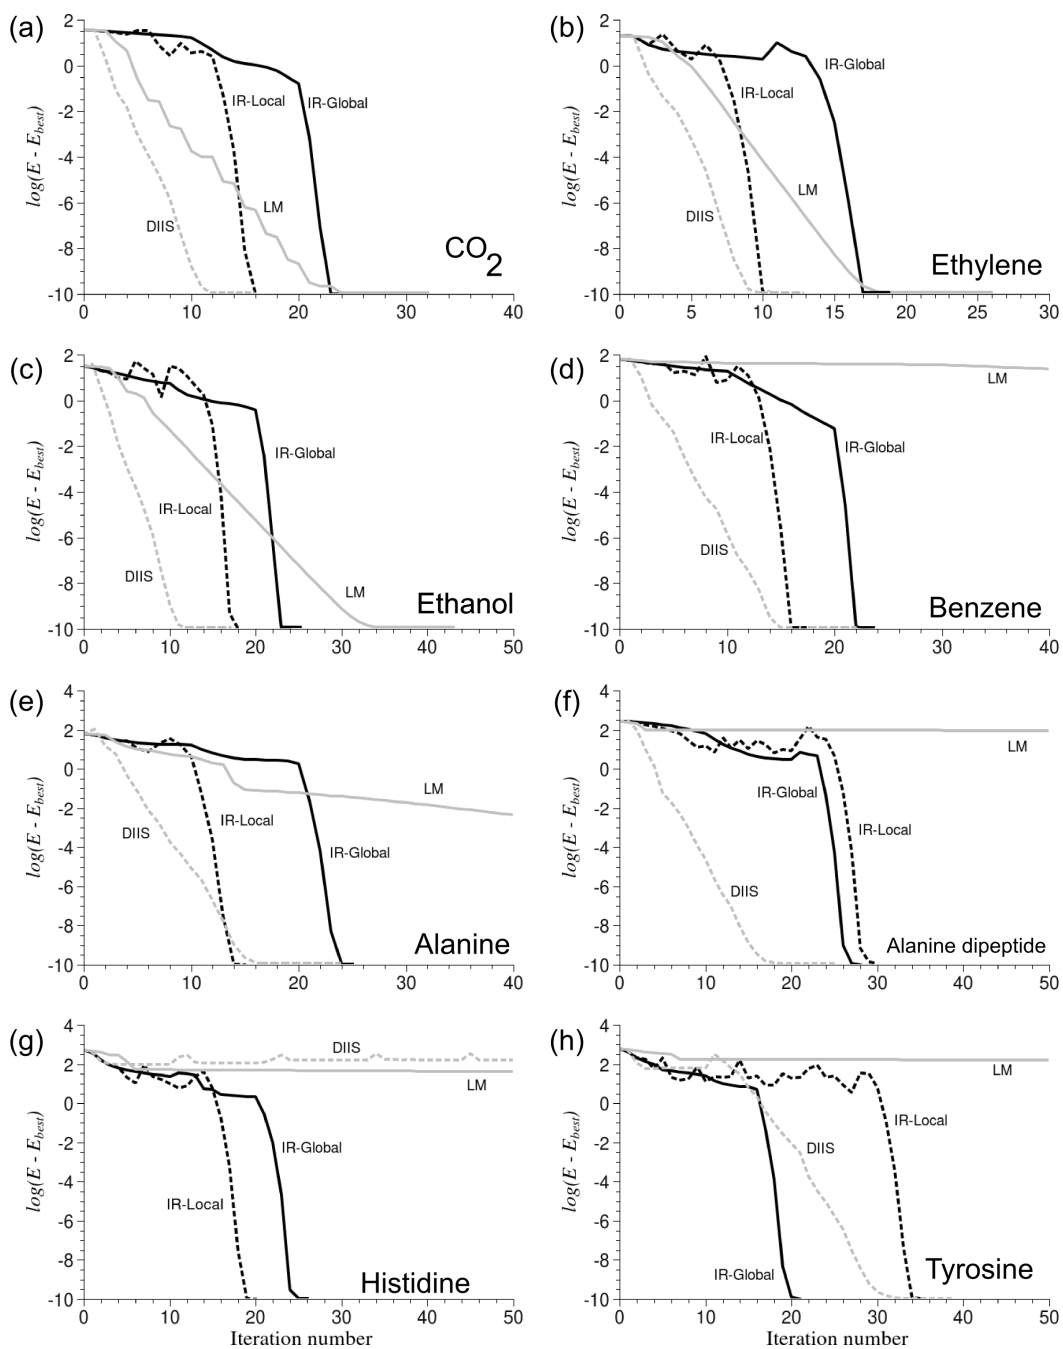 (a)
2
0
-2
-4
-6
-8
-10
log(E - E_best)
IR-Local
IR-Global
LM
DIIS
CO2
0
10
20
30
40
(b)
2
0
-2
-4
-6
-8
-10
log(E - E_best)
IR-Global
IR-Local
LM
DIIS
Ethylene
0
5
10
15
20
25
30
(c)
2
0
-2
-4
-6
-8
-10
log(E - E_best)
IR-Global
IR-Local
DIIS
LM
Ethanol
0
10
20
30
40
50
(d)
2
0
-2
-4
-6
-8
-10
log(E - E_best)
LM
IR-Local
IR-Global
DIIS
Benzene
0
10
20
30
40
(e)
4
2
0
-2
-4
-6
-8
-10
log(E - E_best)
LM
DIIS
IR-Local
IR-Global
Alanine
0
10
20
30
40
(f)
4
2
0
-2
-4
-6
-8
-10
log(E - E_best)
LM
IR-Global
IR-Local
DIIS
Alanine dipeptide
0
10
20
30
40
50
(g)
4
2
0
-2
-4
-6
-8
-10
log(E - E_best)
DIIS
LM
IR-Global
IR-Local
Histidine
0
10
20
30
40
50
Iteration number
(h)
4
2
0
-2
-4
-6
-8
-10
log(E - E_best)
LM
IR-Local
DIIS
IR-Global
Tyrosine
0
10
20
30
40
50
Iteration number